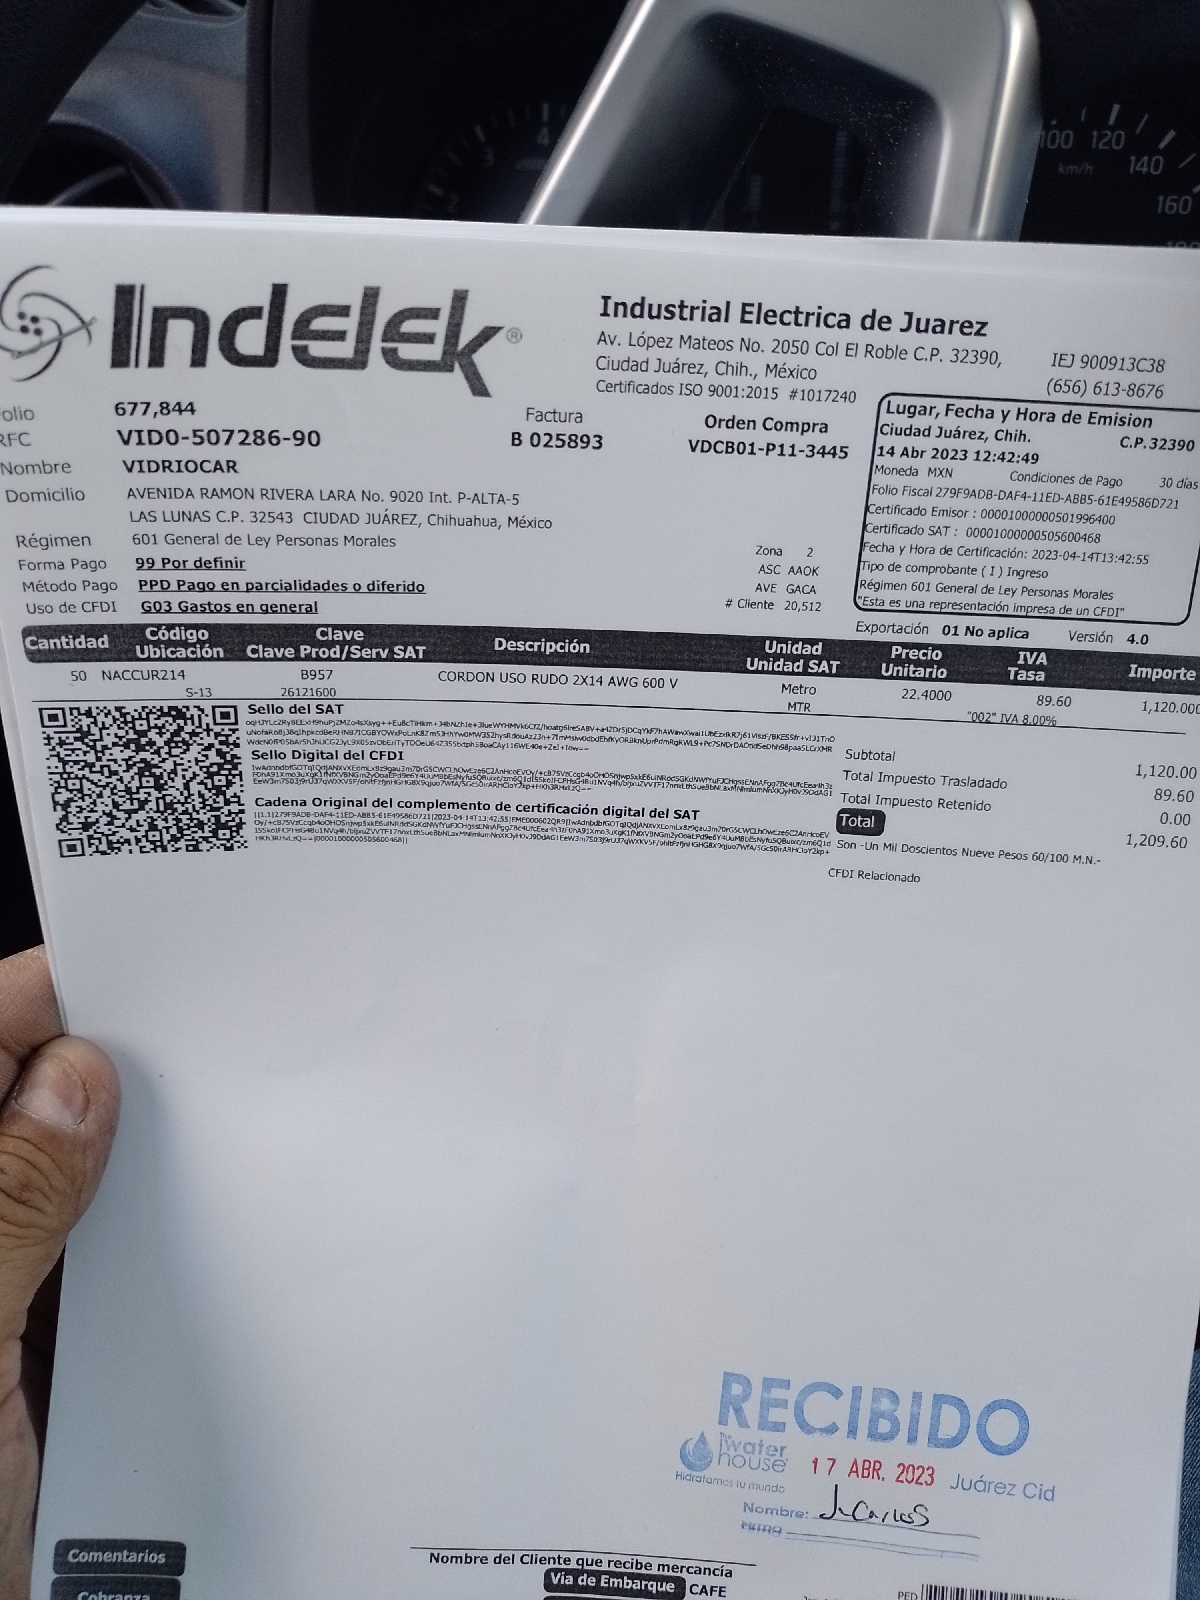 4
3
2
100 120
km/h
140
160
Indelek®
Industrial Electrica de Juarez
Av. López Mateos No. 2050 Col El Roble C.P. 32390,
Ciudad Juárez, Chih., México
Certificados ISO 9001:2015 #1017240
IEJ 900913C38
(656) 613-8676
olio 677,844
RFC VID0-507286-90
Factura
B 025893
Orden Compra
VDCB01-P11-3445
Nombre VIDRIOCAR
Domicilio AVENIDA RAMON RIVERA LARA No. 9020 Int. P-ALTA-5
LAS LUNAS C.P. 32543 CIUDAD JUÁREZ, Chihuahua, México
Régimen 601 General de Ley Personas Morales
Forma Pago 99 Por definir
Método Pago PPD Pago en parcialidades o diferido
Uso de CFDI G03 Gastos en general
Zona 2
ASC AAOK
AVE GACA
# Cliente 20,512
Lugar, Fecha y Hora de Emision
Ciudad Juárez, Chih. C.P.32390
14 Abr 2023 12:42:49
Moneda MXN Condiciones de Pago 30 días
Folio Fiscal 279F9ADB-DAF4-11ED-ABB5-61E49586D721
Certificado Emisor : 00001000000501996400
Certificado SAT : 00001000000505600468
Fecha y Hora de Certificación: 2023-04-14T13:42:55
Tipo de comprobante ( I ) Ingreso
Régimen 601 General de Ley Personas Morales
"Esta es una representación impresa de un CFDI"
Exportación 01 No aplica Versión 4.0
Cantidad Código Ubicación Clave Clave Prod/Serv SAT Descripción Unidad Unidad SAT Precio Unitario IVA Tasa Importe
50 NACCUR214 B957 CORDON USO RUDO 2X14 AWG 600 V Metro 22.4000 89.60 1,120.000
S-13 26121600 MTR "002" IVA 8.00%
Sello del SAT
Sello Digital del CFDI
Cadena Original del complemento de certificación digital del SAT
Subtotal 1,120.00
Total Impuesto Trasladado 89.60
Total Impuesto Retenido 0.00
Total 1,209.60
Son -Un Mil Doscientos Nueve Pesos 60/100 M.N.-
CFDI Relacionado
RECIBIDO
The water house
Hidratamos tu mundo
17 ABR. 2023 Juárez Cid
Nombre: J. Carlos
Comentarios
Cobranza
Nombre del Cliente que recibe mercancía
Via de Embarque CAFE
PED